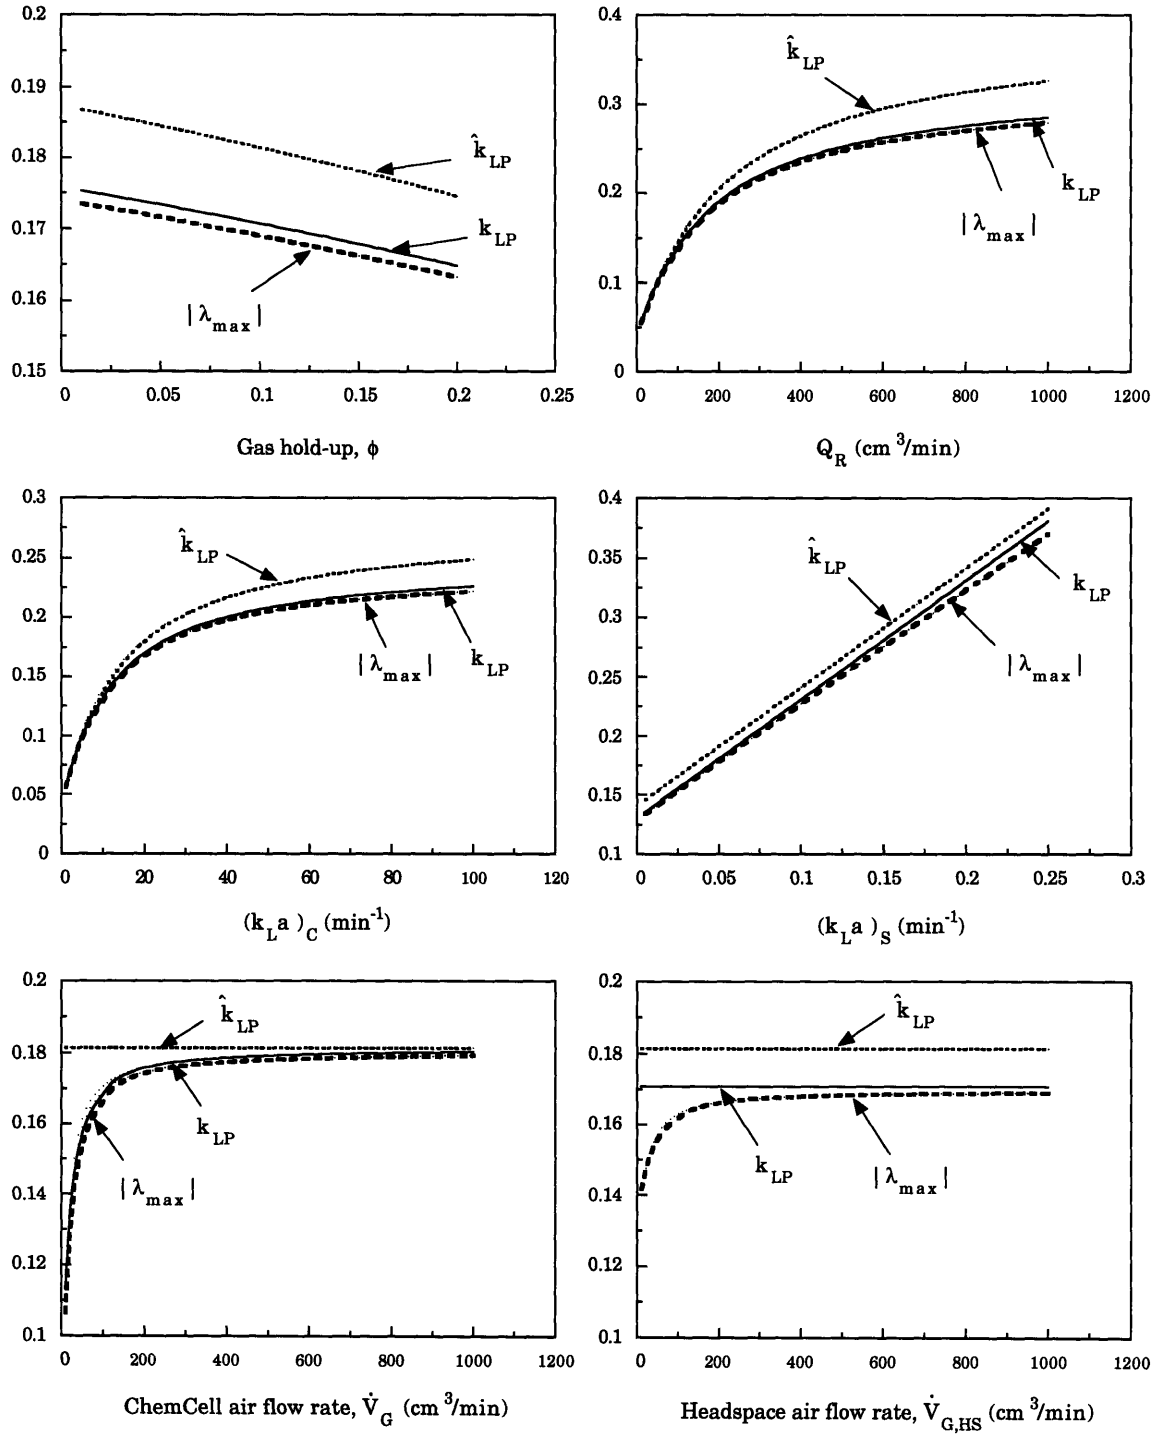 0.2
0.19
0.18
0.17
0.16
0.15
k̂LP
kLP
|λmax|
0 0.05 0.1 0.15 0.2 0.25
Gas hold-up, ϕ
0.4
0.3
0.2
0.1
0
k̂LP
kLP
|λmax|
0 200 400 600 800 1000 1200
QR (cm³/min)
0.3
0.25
0.2
0.15
0.1
0.05
0
k̂LP
|λmax|
kLP
0 20 40 60 80 100 120
(kLa)C (min⁻¹)
0.4
0.35
0.3
0.25
0.2
0.15
0.1
k̂LP
kLP
|λmax|
0 0.05 0.1 0.15 0.2 0.25 0.3
(kLa)S (min⁻¹)
0.2
0.18
0.16
0.14
0.12
0.1
k̂LP
kLP
|λmax|
0 200 400 600 800 1000 1200
ChemCell air flow rate, V̇G (cm³/min)
0.2
0.18
0.16
0.14
0.12
0.1
k̂LP
kLP
|λmax|
0 200 400 600 800 1000 1200
Headspace air flow rate, V̇G,HS (cm³/min)